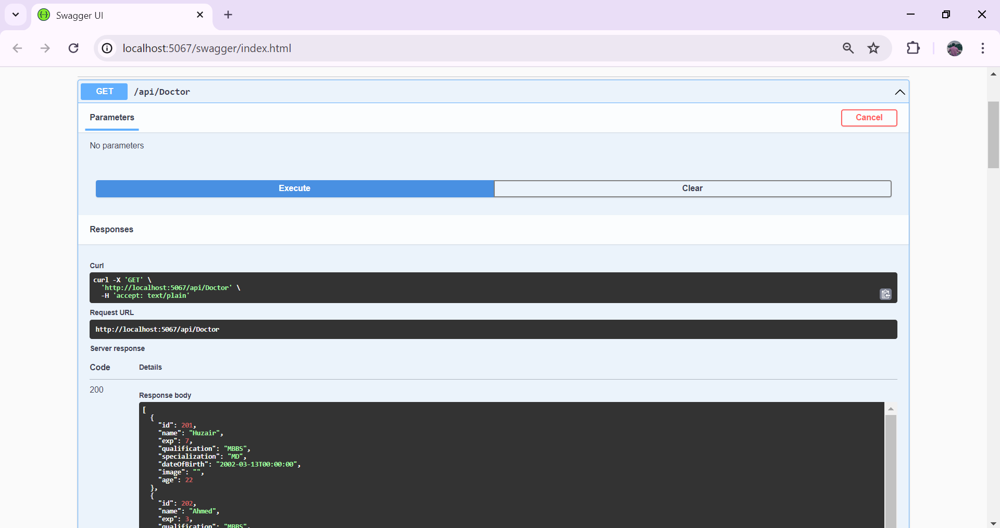 Swagger UI
localhost:5067/swagger/index.html
GET /api/Doctor
Parameters
Cancel
No parameters
Execute
Clear
Responses
Curl
curl -X 'GET' \
'http://localhost:5067/api/Doctor' \
-H 'accept: text/plain'
Request URL
http://localhost:5067/api/Doctor
Server response
Code Details
200
Response body
[
{
"id": 201,
"name": "Huzair",
"exp": 7,
"qualification": "MBBS",
"specialization": "MD",
"dateOfBirth": "2002-03-13T00:00:00",
"image": "",
"age": 22
},
{
"id": 202,
"name": "Ahmed",
"exp": 3,
"qualification": "MBBS",